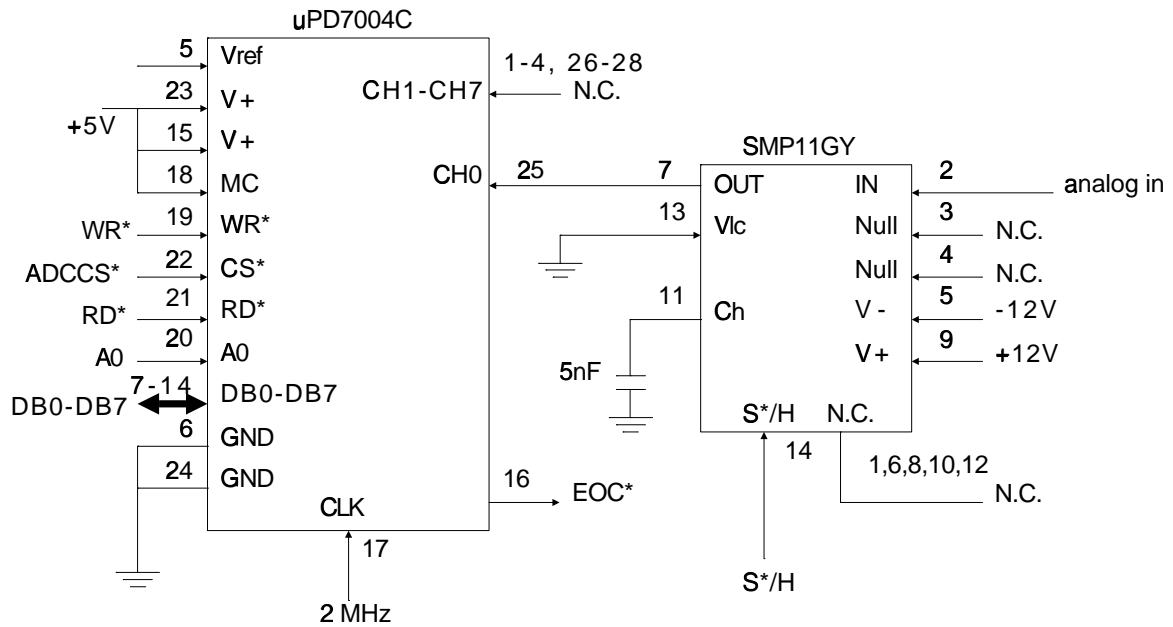 uPD7004C
5
Vref
1-4, 26-28
CH1-CH7
N.C.
23
V+
+5V
15
V+
SMP11GY
18
MC
CH0
25
7
OUT
IN
2
analog in
19
WR*
WR*
13
Vlc
Null
3
N.C.
22
ADCCS*
CS*
Null
4
N.C.
21
RD*
RD*
11
Ch
V-
5
-12V
20
A0
A0
V+
9
+12V
7-14
DB0-DB7
DB0-DB7
5nF
6
GND
S*/H
N.C.
24
GND
14
1,6,8,10,12
N.C.
16
EOC*
CLK
17
2 MHz
S*/H